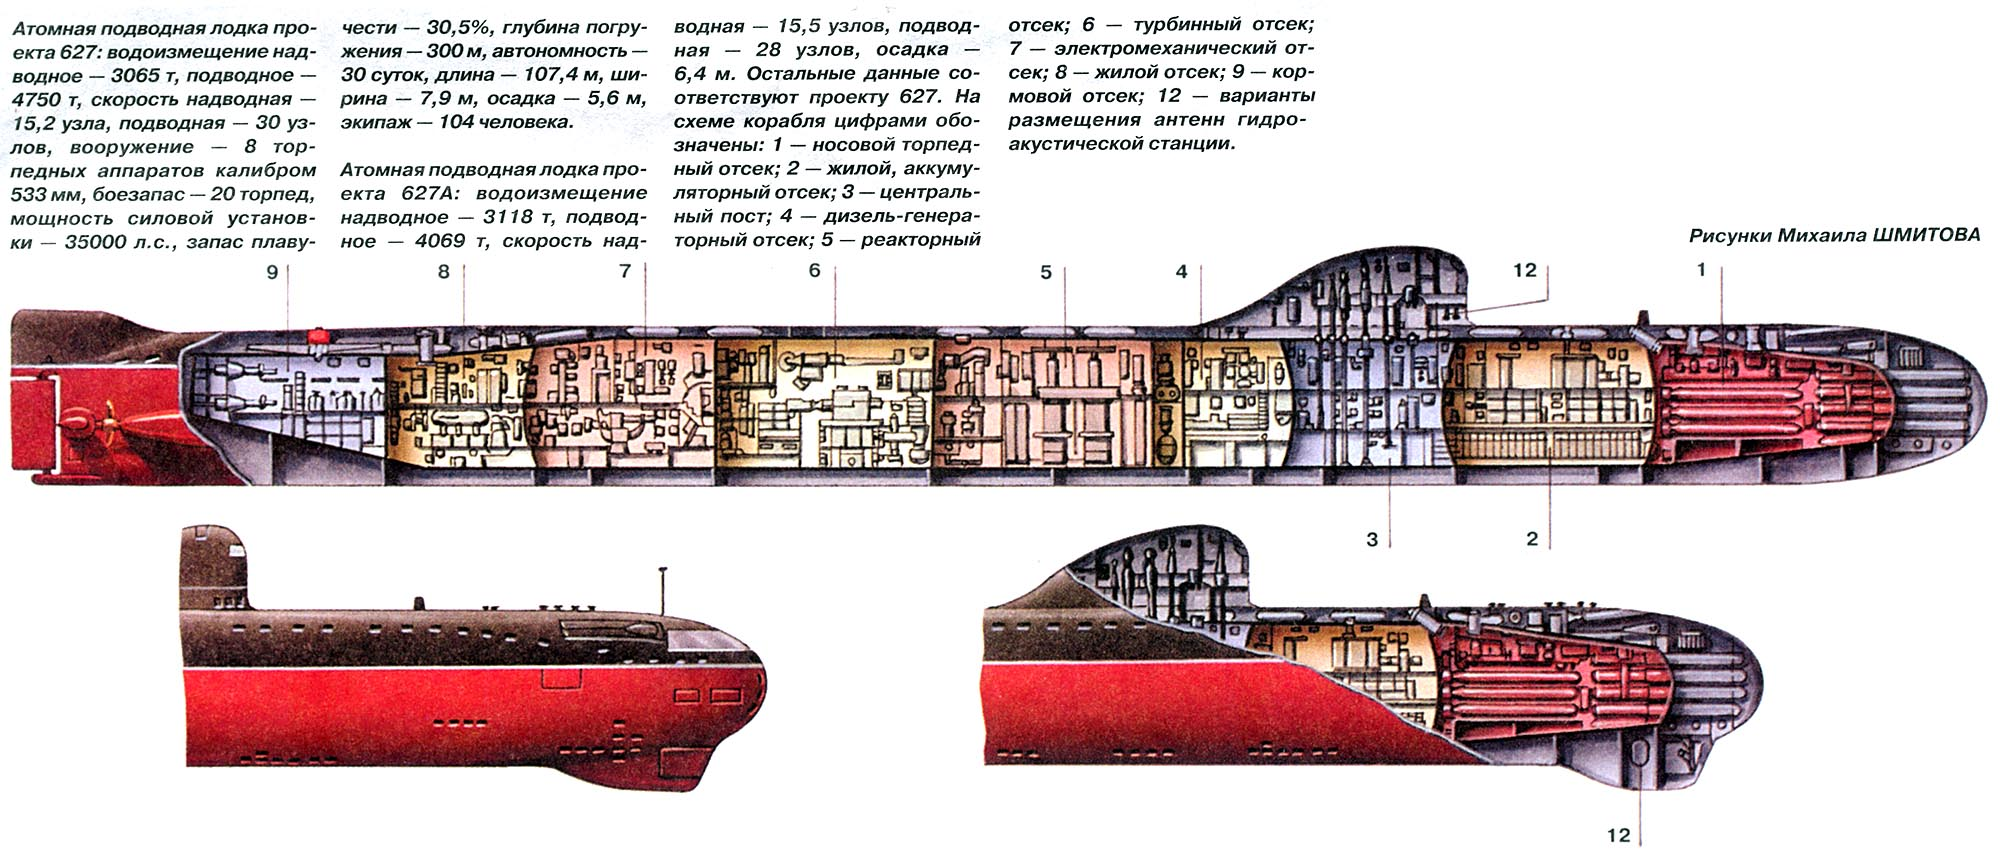 Атомная подводная лодка про-
екта 627: водоизмещение над-
водное — 3065 т, подводное —
4750 т, скорость надводная —
15,2 узла, подводная — 30 уз-
лов, вооружение — 8 тор-
педных аппаратов калибром
533 мм, боезапас — 20 торпед,
мощность силовой установ-
ки — 35000 л.с., запас плаву-
чести — 30,5%, глубина погру-
жения — 300 м, автономность —
30 суток, длина — 107,4 м, ши-
рина — 7,9 м, осадка — 5,6 м,
экипаж — 104 человека.
Атомная подводная лодка про-
екта 627А: водоизмещение
надводное — 3118 т, подвод-
ное — 4069 т, скорость над-
водная — 15,5 узлов, подвод-
ная — 28 узлов, осадка —
6,4 м. Остальные данные со-
ответствуют проекту 627. На
схеме корабля цифрами обо-
значены: 1 — носовой торпед-
ный отсек; 2 — жилой, аккуму-
ляторный отсек; 3 — централь-
ный пост; 4 — дизель-генера-
торный отсек; 5 — реакторный
отсек; 6 — турбинный отсек;
7 — электромеханический от-
сек; 8 — жилой отсек; 9 — кор-
мовой отсек; 12 — варианты
размещения антенн гидро-
акустической станции.
Рисунки Михаила ШМИТОВА
9
8
7
6
5
4
12
1
3
2
12